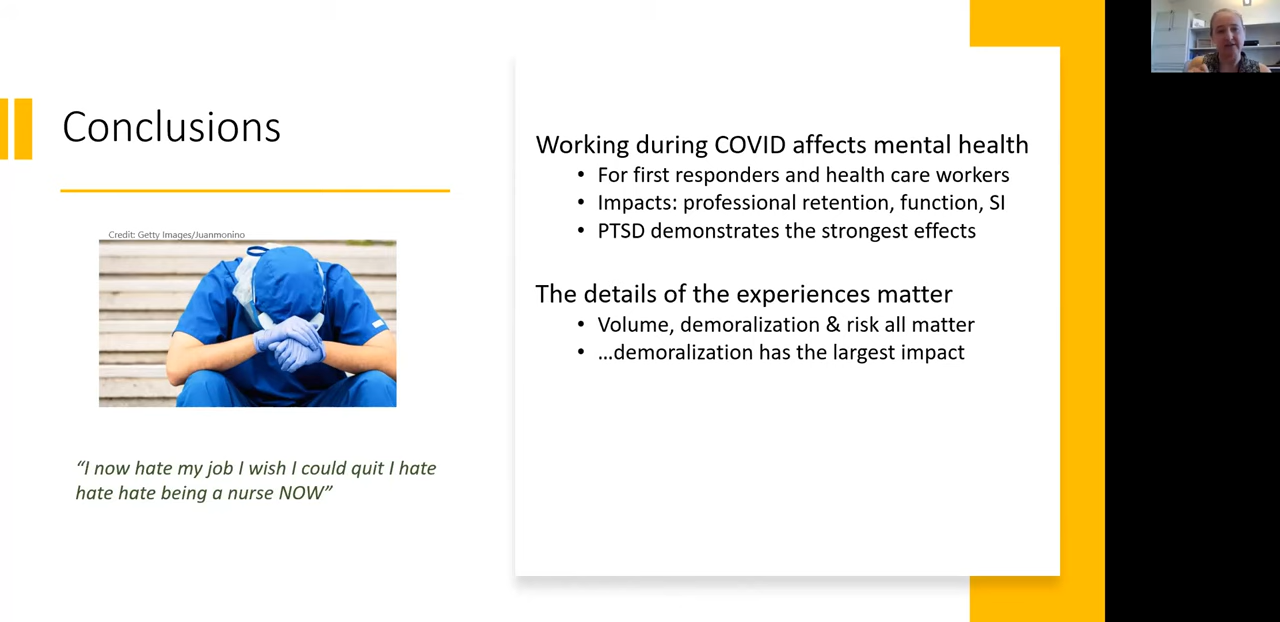 Conclusions
Credit: Getty Images/Juanmonino
“I now hate my job I wish I could quit I hate
hate hate being a nurse NOW”
Working during COVID affects mental health
• For first responders and health care workers
• Impacts: professional retention, function, SI
• PTSD demonstrates the strongest effects
The details of the experiences matter
• Volume, demoralization & risk all matter
• …demoralization has the largest impact